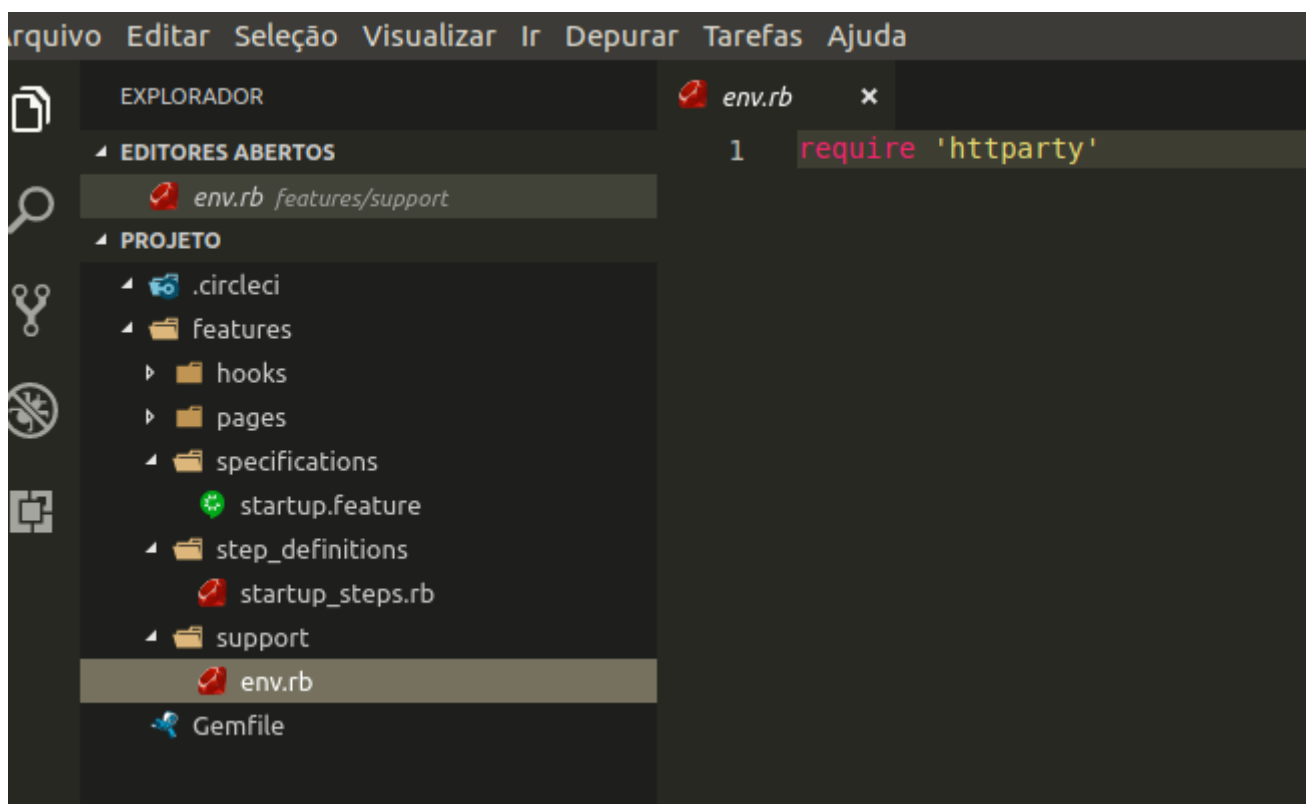 rquivo Editar Seleção Visualizar Ir Depurar Tarefas Ajuda
EXPLORADOR
EDITORES ABERTOS
env.rb features/support
PROJETO
.circleci
features
hooks
pages
specifications
startup.feature
step_definitions
startup_steps.rb
support
env.rb
Gemfile
env.rb ×
1 require 'httparty'